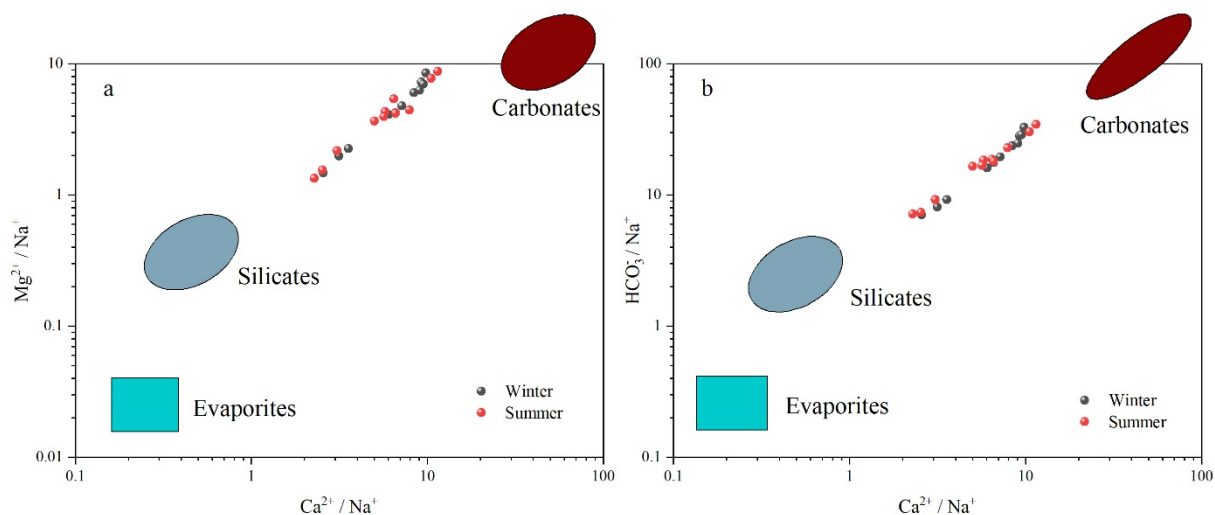 a
10
1
0.1
0.01
Mg²⁺ / Na⁺
Carbonates
Silicates
Evaporites
Winter
Summer
0.1
1
10
100
Ca²⁺ / Na⁺
b
100
10
1
0.1
HCO₃⁻ / Na⁺
Carbonates
Silicates
Evaporites
Winter
Summer
0.1
1
10
100
Ca²⁺ / Na⁺